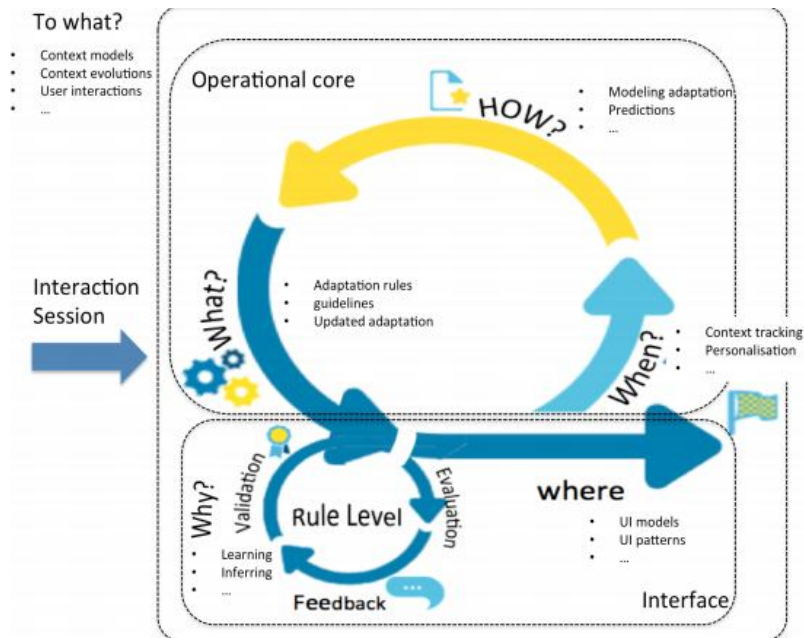 To what?
• Context models
• Context evolutions
• User interactions
• ...
Operational core
HOW?
• Modeling adaptation
• Predictions
• ...
What?
• Adaptation rules
• guidelines
• Updated adaptation
Interaction
Session
When?
• Context tracking
• Personalisation
• ...
Why?
Validation
Evaluation
Rule Level
• Learning
• Inferring
• ...
Feedback
where
• UI models
• UI patterns
• ...
Interface